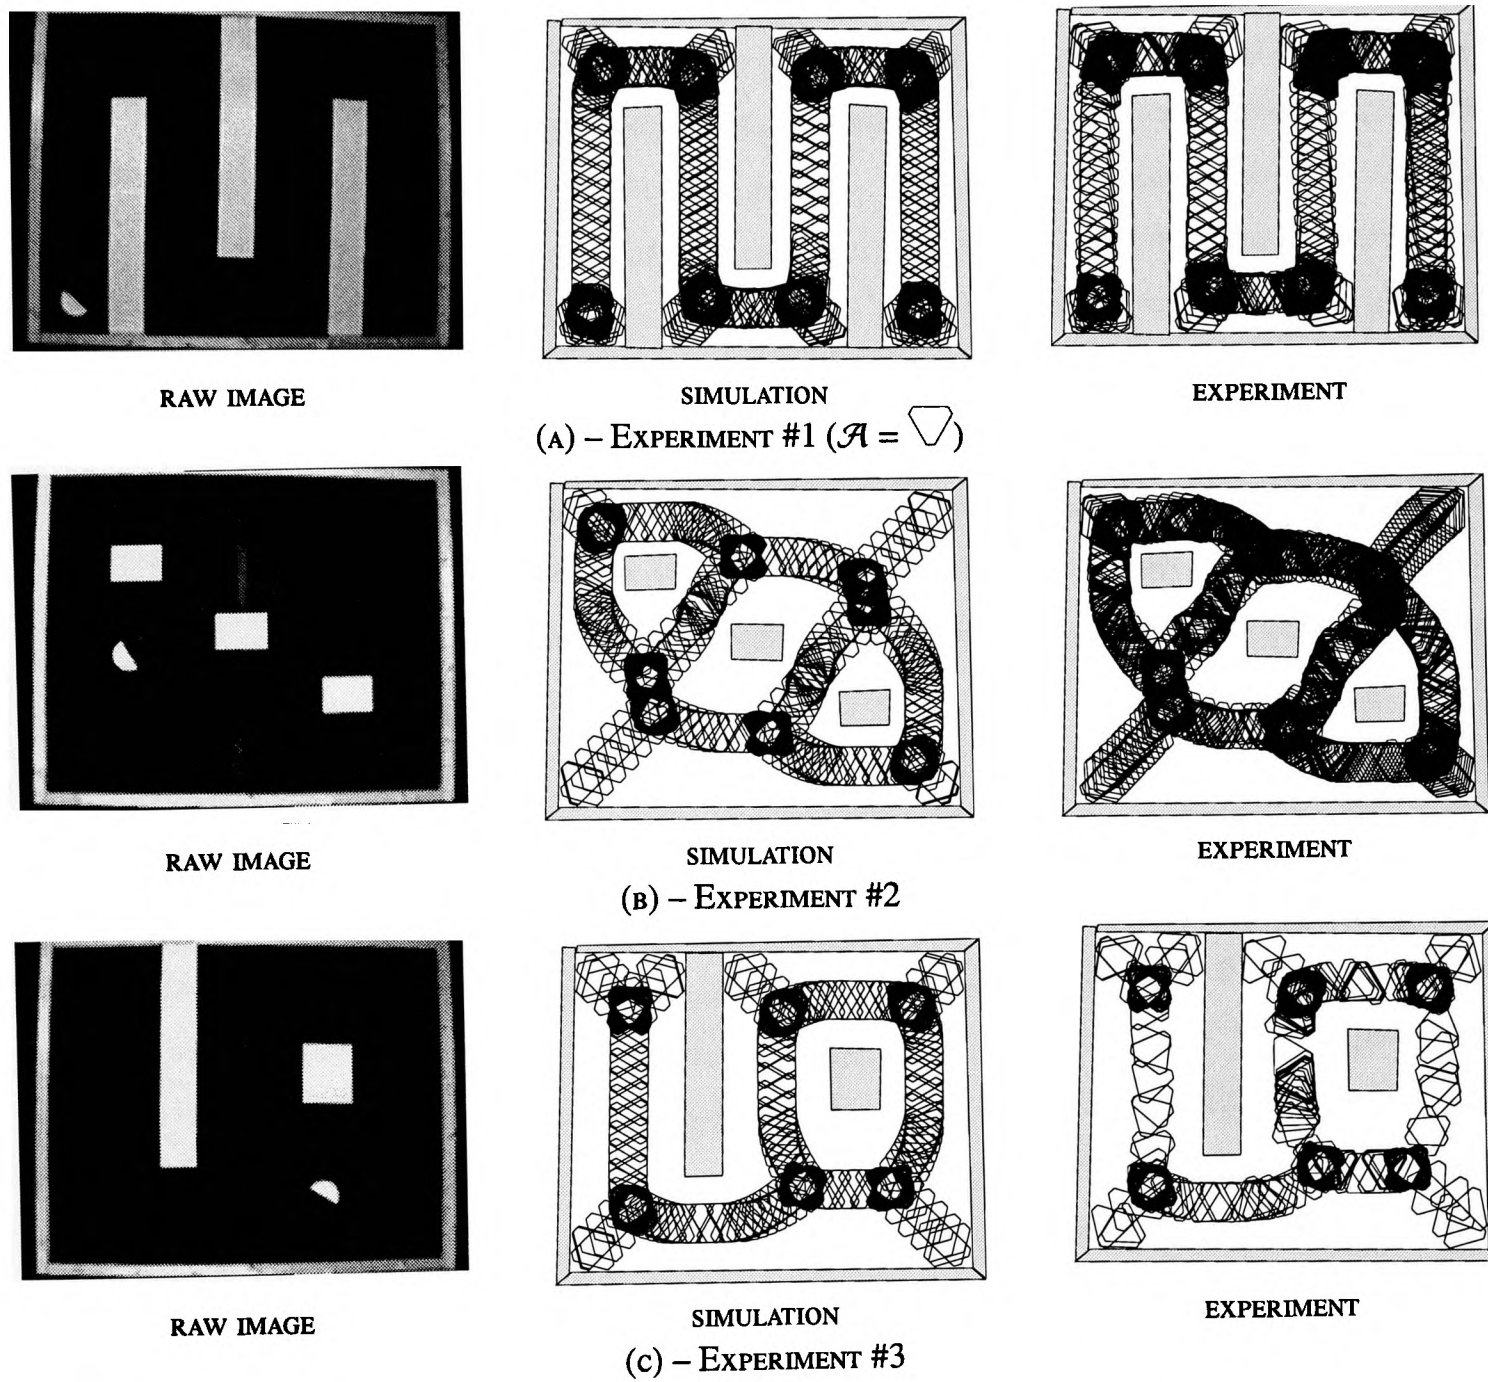 RAW IMAGE
SIMULATION
EXPERIMENT
(A) – EXPERIMENT #1 (𝒜 = ▽)
RAW IMAGE
SIMULATION
EXPERIMENT
(B) – EXPERIMENT #2
RAW IMAGE
SIMULATION
EXPERIMENT
(C) – EXPERIMENT #3